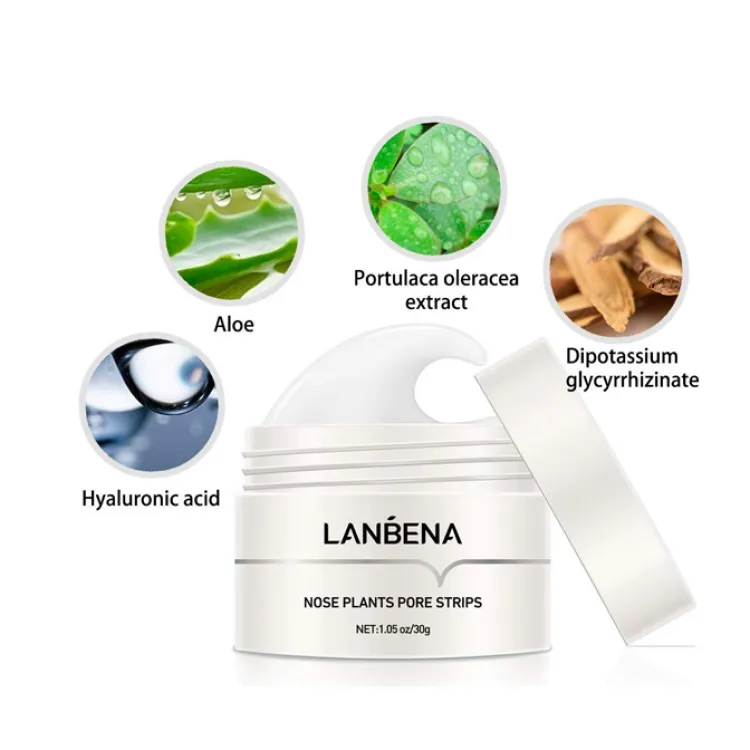 Portulaca oleracea
extract
Aloe
Dipotassium
glycyrrhizinate
Hyaluronic acid
LANBENA
NOSE PLANTS PORE STRIPS
NET:1.05 oz/30g